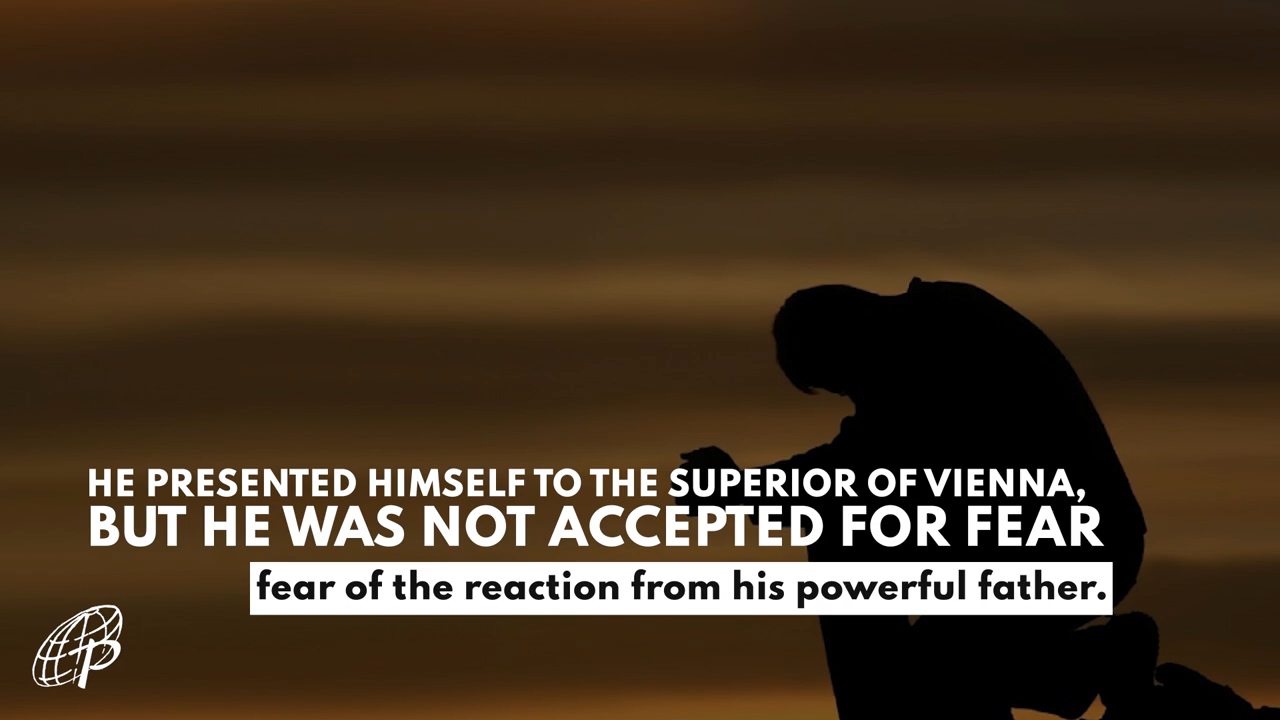 HE PRESENTED HIMSELF TO THE SUPERIOR OF VIENNA,
BUT HE WAS NOT ACCEPTED FOR FEAR
fear of the reaction from his powerful father.